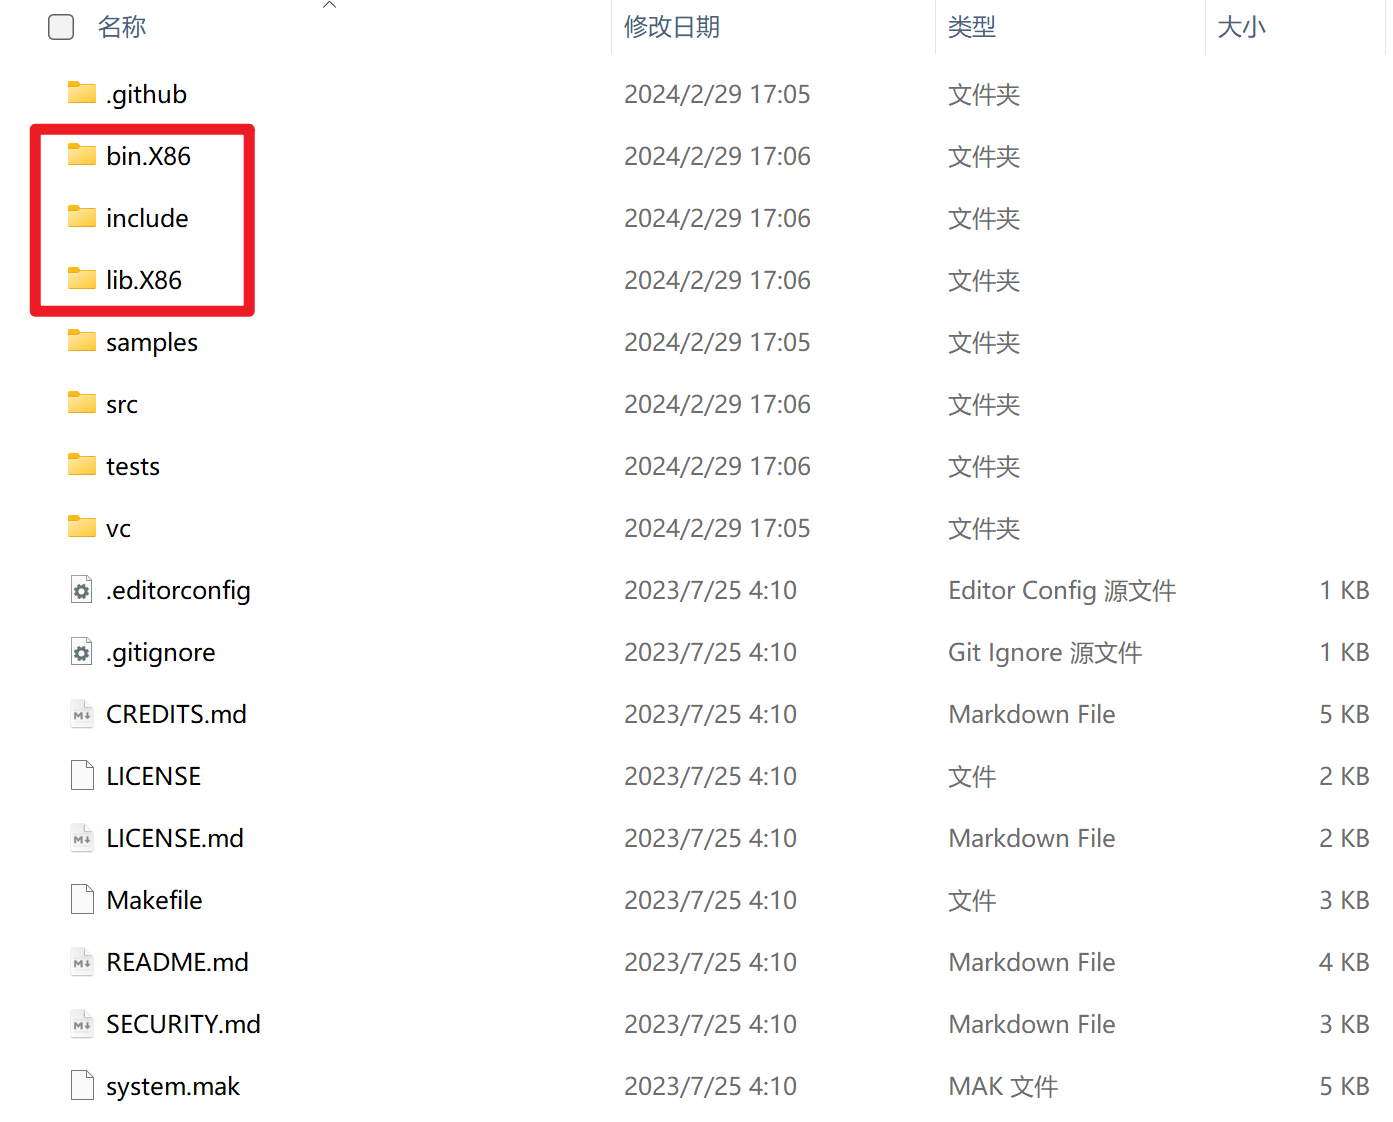 名称 修改日期 类型 大小
.github 2024/2/29 17:05 文件夹
bin.X86 2024/2/29 17:06 文件夹
include 2024/2/29 17:06 文件夹
lib.X86 2024/2/29 17:06 文件夹
samples 2024/2/29 17:05 文件夹
src 2024/2/29 17:06 文件夹
tests 2024/2/29 17:06 文件夹
vc 2024/2/29 17:05 文件夹
.editorconfig 2023/7/25 4:10 Editor Config 源文件 1 KB
.gitignore 2023/7/25 4:10 Git Ignore 源文件 1 KB
CREDITS.md 2023/7/25 4:10 Markdown File 5 KB
LICENSE 2023/7/25 4:10 文件 2 KB
LICENSE.md 2023/7/25 4:10 Markdown File 2 KB
Makefile 2023/7/25 4:10 文件 3 KB
README.md 2023/7/25 4:10 Markdown File 4 KB
SECURITY.md 2023/7/25 4:10 Markdown File 3 KB
system.mak 2023/7/25 4:10 MAK 文件 5 KB